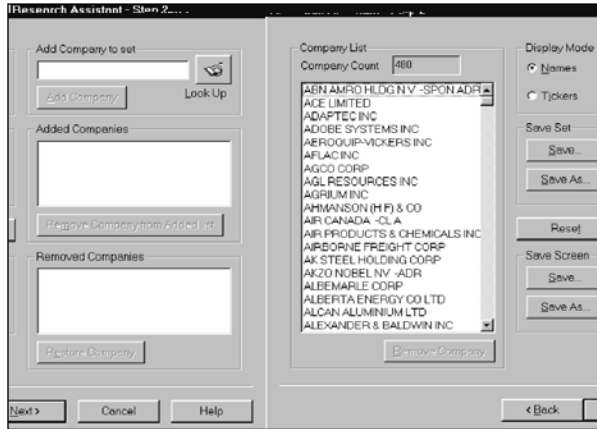 Research Assistant - Step 2
Add Company to set
Add Company
Look Up
Added Companies
Remove Company from Added list
Removed Companies
Restore Company
Next >
Cancel
Help
Company List
Company Count 480
ABN AMRO HLDG N V -SPON ADR
ACE LIMITED
ADAPTEC INC
ADOBE SYSTEMS INC
AEROQUIP-VICKERS INC
AFLAC INC
AGCO CORP
AGL RESOURCES INC
AGRIUM INC
AHMANSON (H F) & CO
AIR CANADA -CL A
AIR PRODUCTS & CHEMICALS INC
AIRBORNE FREIGHT CORP
AK STEEL HOLDING CORP
AKZO NOBEL NV -ADR
ALBEMARLE CORP
ALBERTA ENERGY CO LTD
ALCAN ALUMINIUM LTD
ALEXANDER & BALDWIN INC
Remove Company
Display Mode
Names
Tickers
Save Set
Save...
Save As...
Reset
Save Screen
Save...
Save As...
< Back